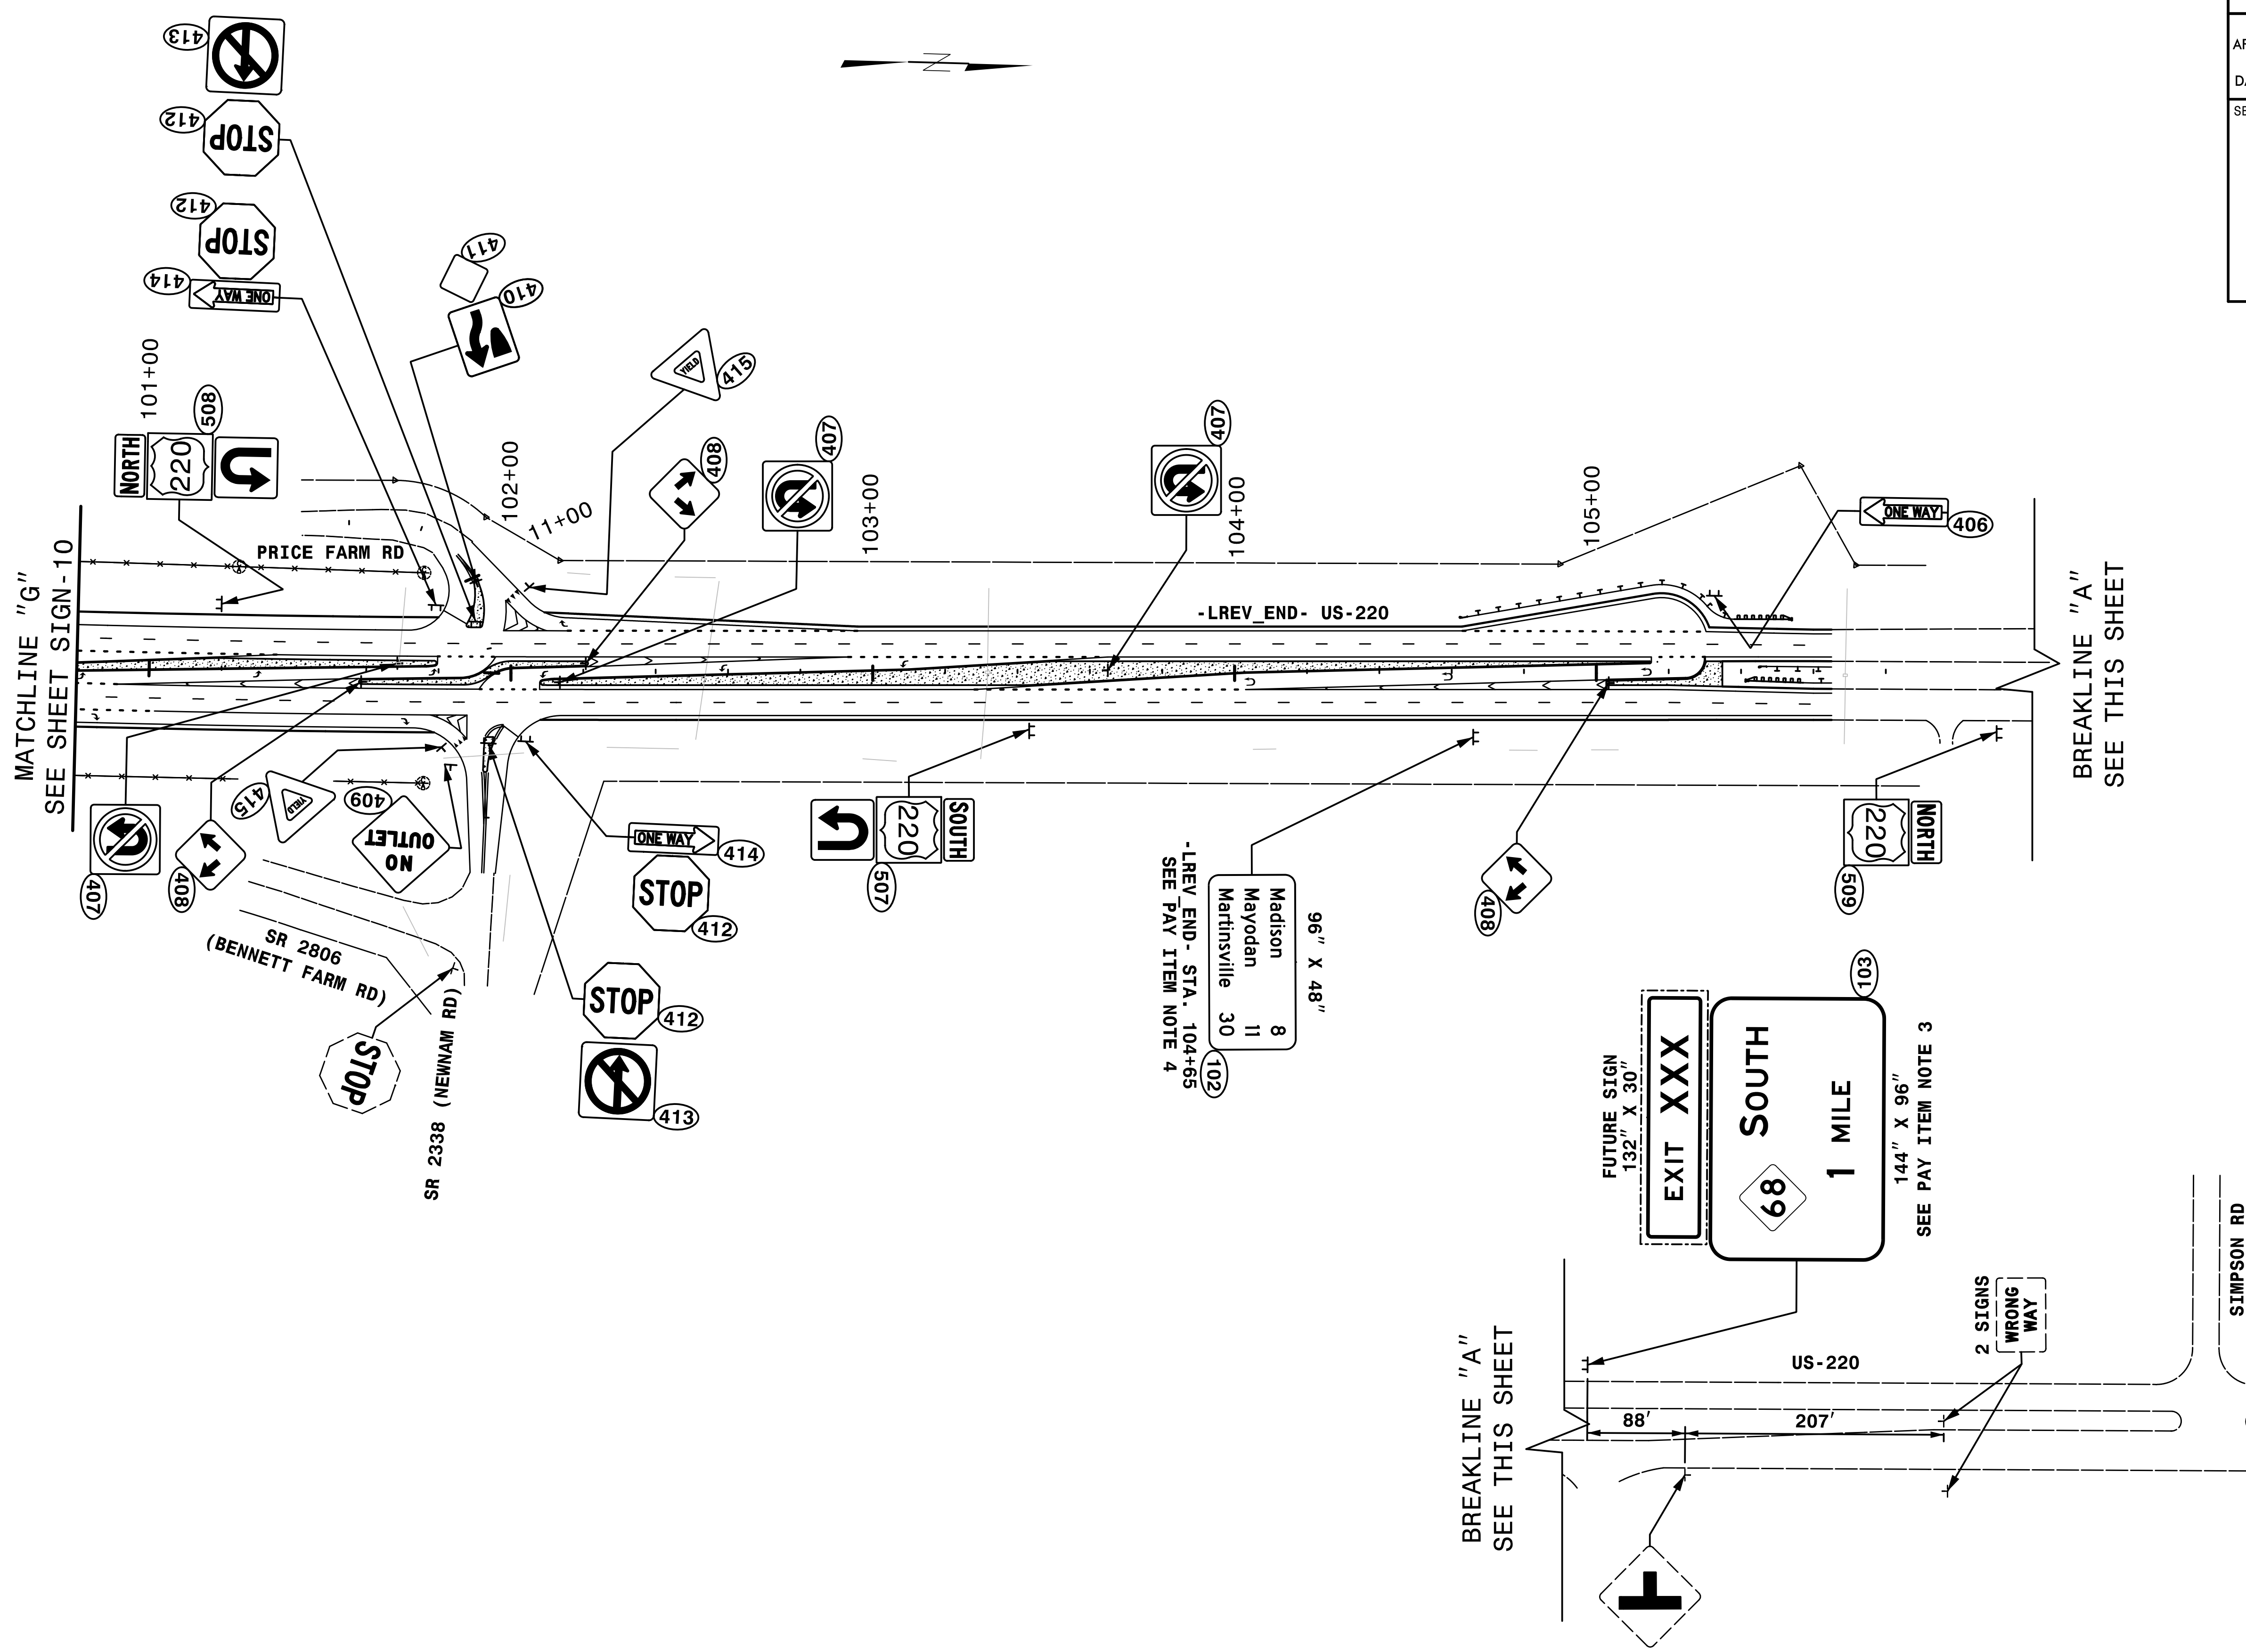 413
STOP
412
STOP
412
ONE WAY
414
411
410
YIELD
415
101+00
NORTH
220
508
102+00
11+00
408
407
103+00
407
104+00
105+00
ONE WAY
406
MATCHLINE "G"
SEE SHEET SIGN-10
PRICE FARM RD
-LREV_END- US-220
BREAKLINE "A"
SEE THIS SHEET
407
408
YIELD
415
409
NO
OUTLET
ONE WAY
414
STOP
412
STOP
412
413
SR 2806
(BENNETT FARM RD)
STOP
SR 2338 (NEWNAM RD)
SOUTH
220
507
96" X 48"
Madison 8
Mayodan 11
Martinsville 30
102
-LREV_END- STA. 104+65
SEE PAY ITEM NOTE 4
408
NORTH
220
509
103
FUTURE SIGN
132" X 30"
EXIT XXX
68 SOUTH
1 MILE
144" X 96"
SEE PAY ITEM NOTE 3
2 SIGNS
WRONG
WAY
SIMPSON RD
US-220
88'
207'
BREAKLINE "A"
SEE THIS SHEET
N